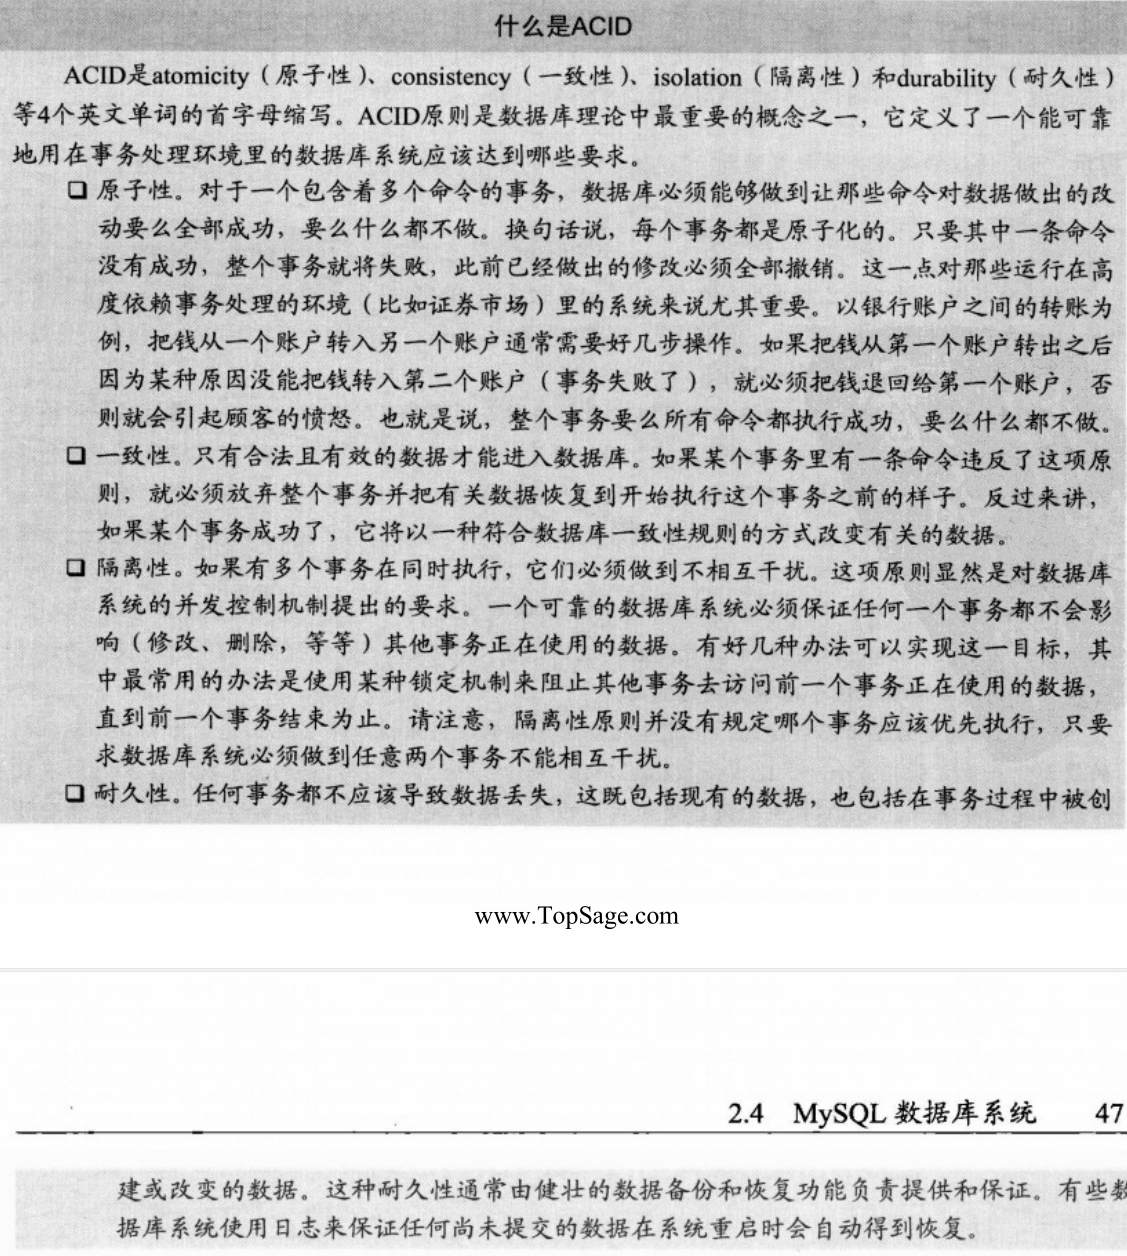 什么是ACID
ACID是atomicity（原子性）、consistency（一致性）、isolation（隔离性）和durability（耐久性）
等4个英文单词的首字母缩写。ACID原则是数据库理论中最重要的概念之一，它定义了一个能可靠
地用在事务处理环境里的数据库系统应该达到哪些要求。
❑ 原子性。对于一个包含着多个命令的事务，数据库必须能够做到让那些命令对数据做出的改
动要么全部成功，要么什么都不做。换句话说，每个事务都是原子化的。只要其中一条命令
没有成功，整个事务就将失败，此前已经做出的修改必须全部撤销。这一点对那些运行在高
度依赖事务处理的环境（比如证券市场）里的系统来说尤其重要。以银行账户之间的转账为
例，把钱从一个账户转入另一个账户通常需要好几步操作。如果把钱从第一个账户转出之后
因为某种原因没能把钱转入第二个账户（事务失败了），就必须把钱退回给第一个账户，否
则就会引起顾客的愤怒。也就是说，整个事务要么所有命令都执行成功，要么什么都不做。
❑ 一致性。只有合法且有效的数据才能进入数据库。如果某个事务里有一条命令违反了这项原
则，就必须放弃整个事务并把有关数据恢复到开始执行这个事务之前的样子。反过来讲，
如果某个事务成功了，它将以一种符合数据库一致性规则的方式改变有关的数据。
❑ 隔离性。如果有多个事务在同时执行，它们必须做到不相互干扰。这项原则显然是对数据库
系统的并发控制机制提出的要求。一个可靠的数据库系统必须保证任何一个事务都不会影
响（修改、删除，等等）其他事务正在使用的数据。有好几种办法可以实现这一目标，其
中最常用的办法是使用某种锁定机制来阻止其他事务去访问前一个事务正在使用的数据，
直到前一个事务结束为止。请注意，隔离性原则并没有规定哪个事务应该优先执行，只要
求数据库系统必须做到任意两个事务不能相互干扰。
❑ 耐久性。任何事务都不应该导致数据丢失，这既包括现有的数据，也包括在事务过程中被创
www.TopSage.com
2.4 MySQL 数据库系统 47
建或改变的数据。这种耐久性通常由健壮的数据备份和恢复功能负责提供和保证。有些数
据库系统使用日志来保证任何尚未提交的数据在系统重启时会自动得到恢复。